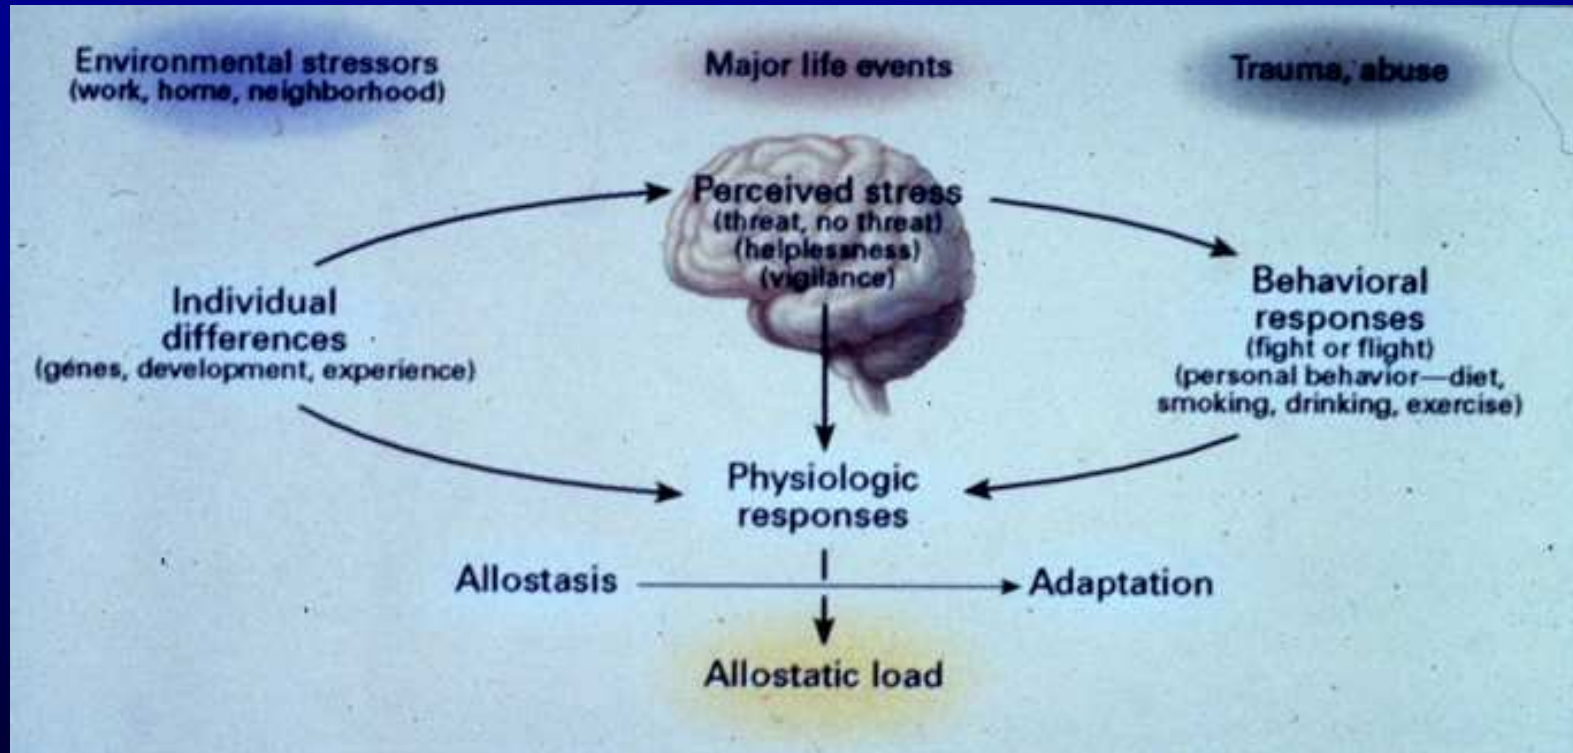 Environmental stressors
(work, home, neighborhood)
Major life events
Trauma, abuse
Perceived stress
(threat, no threat)
(helplessness)
(vigilance)
Individual
differences
(genes, development, experience)
Behavioral
responses
(fight or flight)
(personal behavior—diet,
smoking, drinking, exercise)
Physiologic
responses
Allostasis
Adaptation
Allostatic load